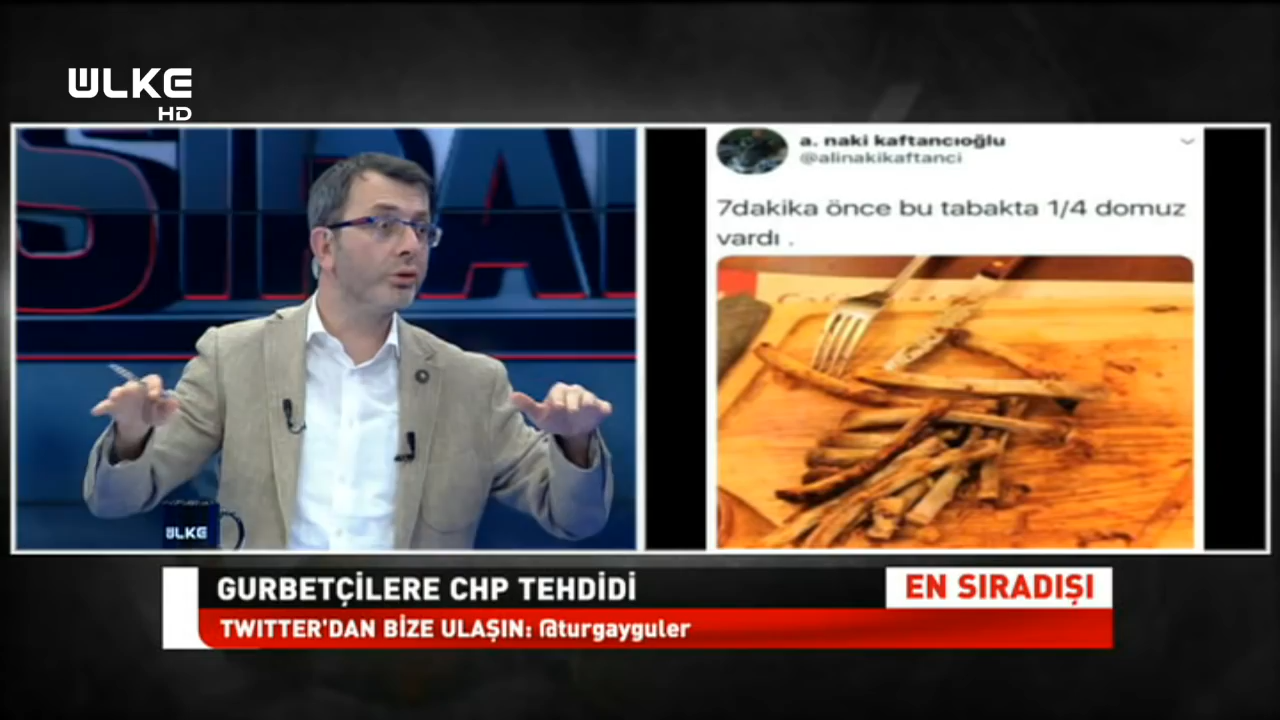 ÜLKE
HD
SIRAD
a. naki kaftancıoğlu
@alinakikaftanci
7dakika önce bu tabakta 1/4 domuz
vardı .
ÜLKE
GURBETÇİLERE CHP TEHDİDİ
EN SIRADIŞI
TWITTER'DAN BİZE ULAŞIN: @turgayguler